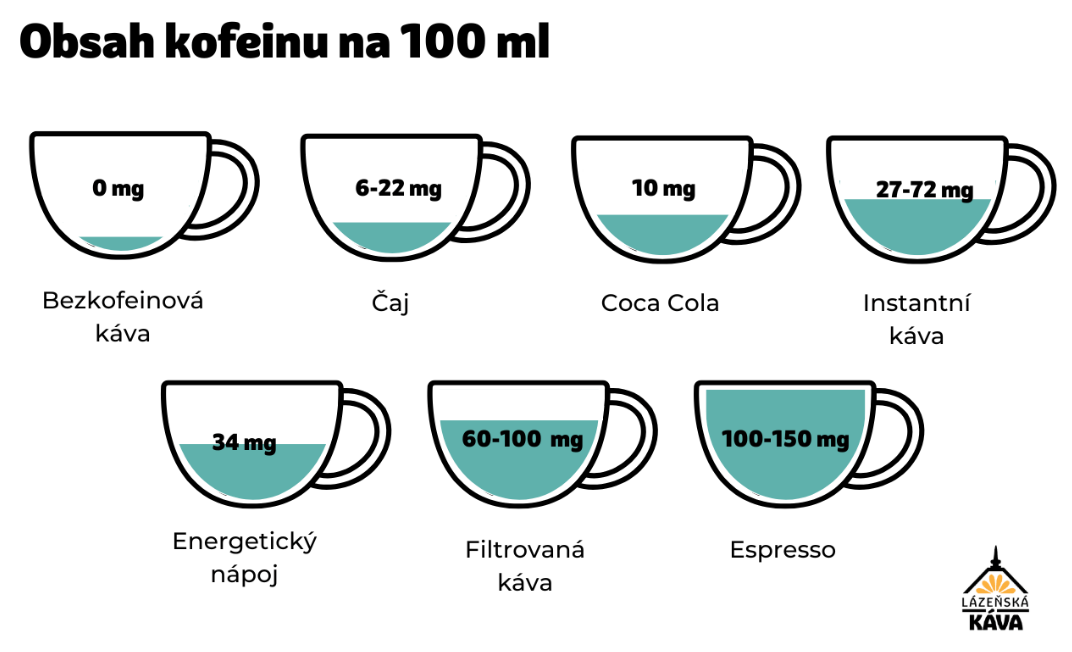 Obsah kofeinu na 100 ml
0 mg
6-22 mg
10 mg
27-72 mg
Bezkofeinová
káva
Čaj
Coca Cola
Instantní
káva
34 mg
60-100 mg
100-150 mg
Energetický
nápoj
Filtrovaná
káva
Espresso
LÁZEŇSKÁ
KÁVA